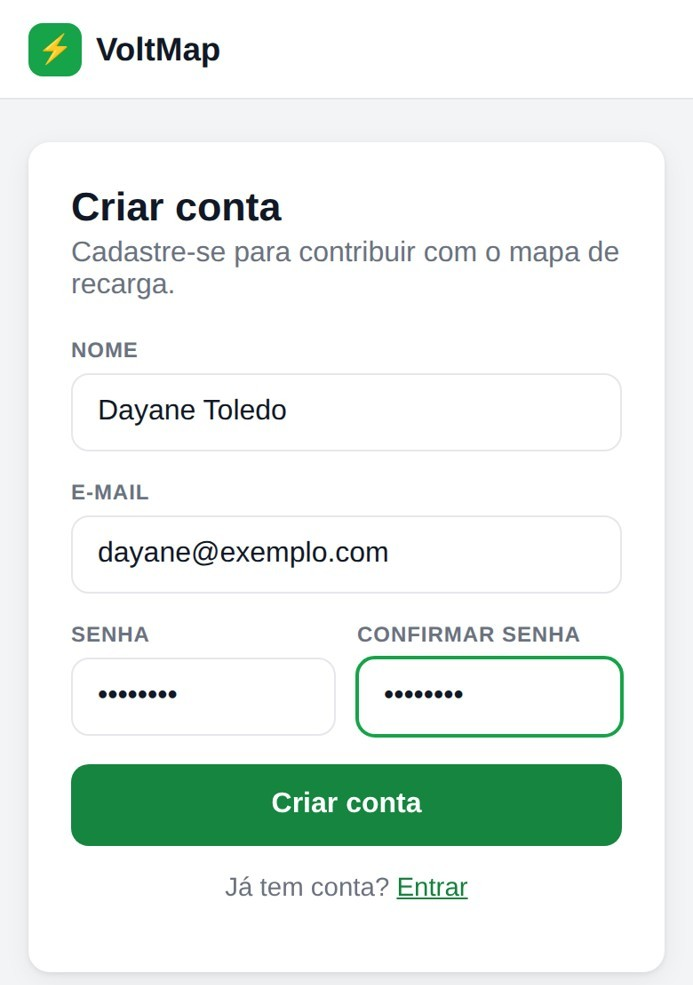 VoltMap
Criar conta
Cadastre-se para contribuir com o mapa de
recarga.
NOME
Dayane Toledo
E-MAIL
dayane@exemplo.com
SENHA
CONFIRMAR SENHA
••••••••
••••••••
Criar conta
Já tem conta? Entrar